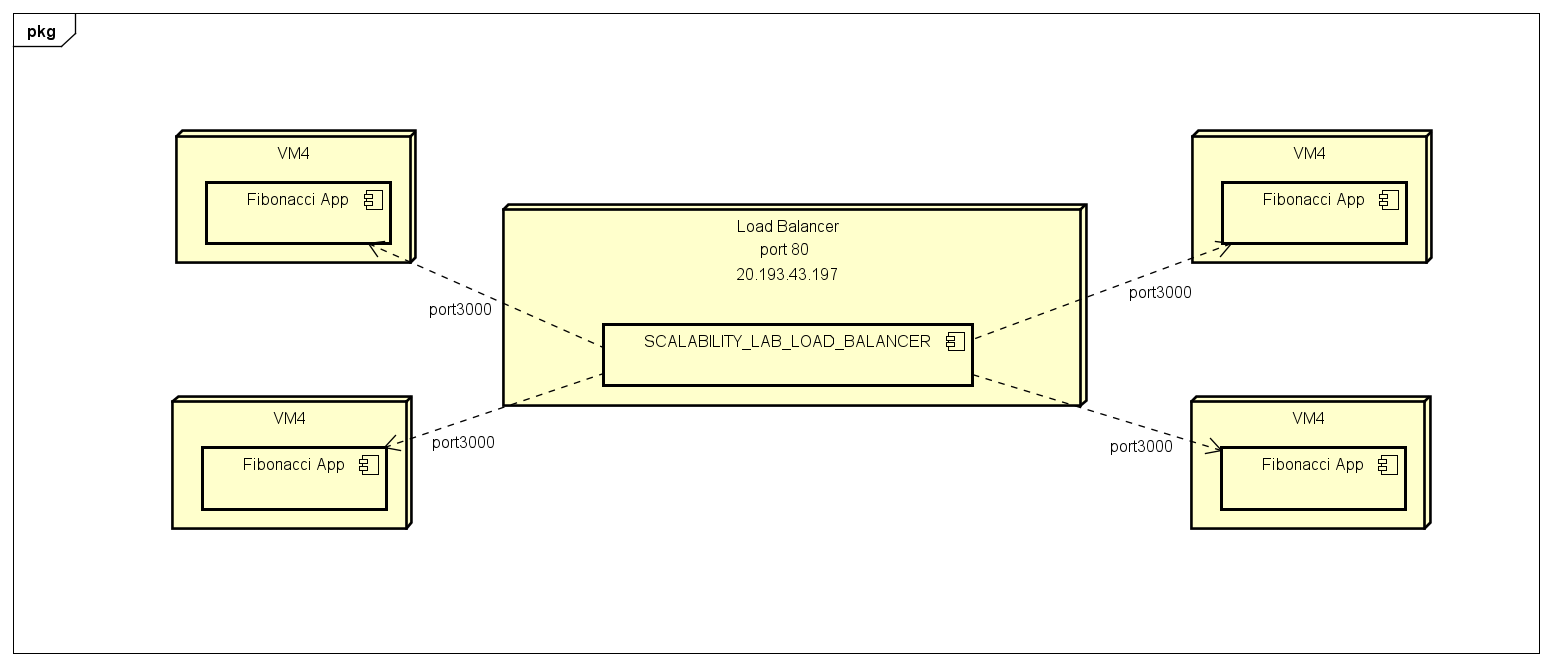 pkg
VM4
Fibonacci App
VM4
Fibonacci App
Load Balancer
port 80
20.193.43.197
SCALABILITY_LAB_LOAD_BALANCER
port3000
port3000
port3000
port3000
VM4
Fibonacci App
VM4
Fibonacci App